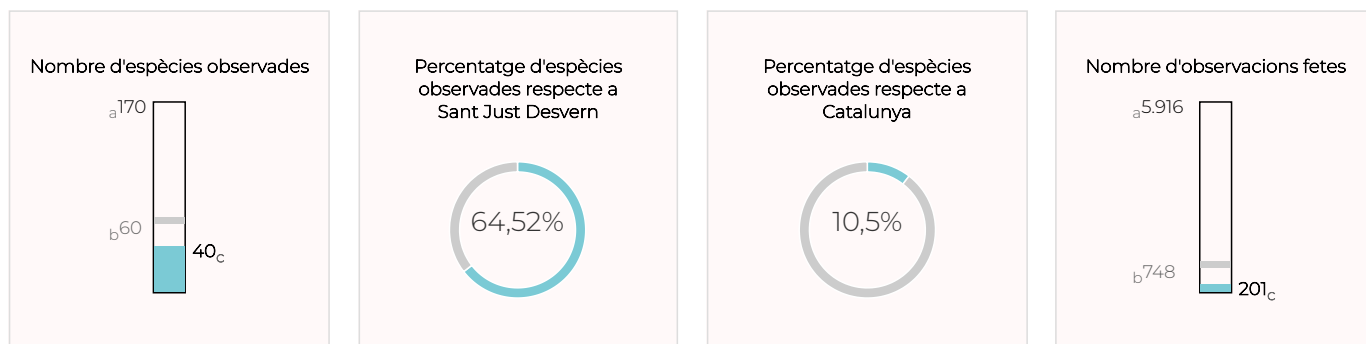 Nombre d'espècies observades
a170
b60
40c
Percentatge d'espècies
observades respecte a
Sant Just Desvern
64,52%
Percentatge d'espècies
observades respecte a
Catalunya
10,5%
Nombre d'observacions fetes
a5.916
b748
201c